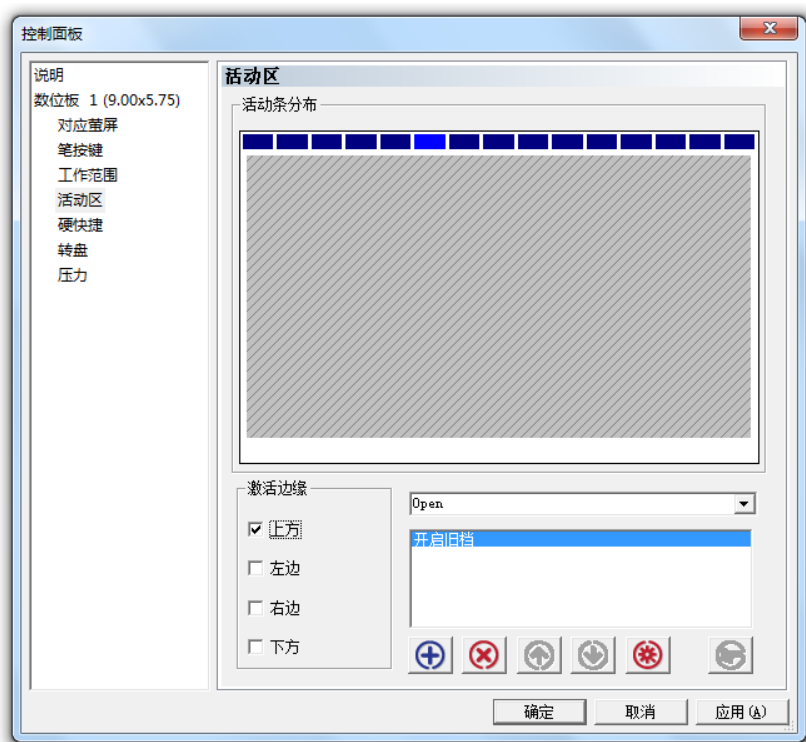 控制面板
说明
数位板 1 (9.00x5.75)
对应萤屏
笔按键
工作范围
活动区
硬快捷
转盘
压力
活动区
活动条分布
激活边缘
上方
左边
右边
下方
Open
开启旧档
确定
取消
应用(A)